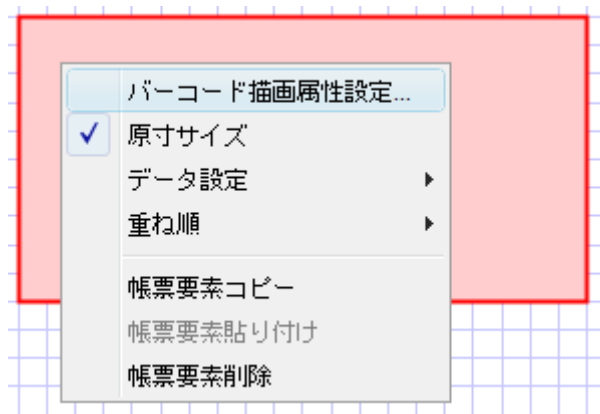 バーコード描画属性設定...
原寸サイズ
データ設定
重ね順
帳票要素コピー
帳票要素貼り付け
帳票要素削除